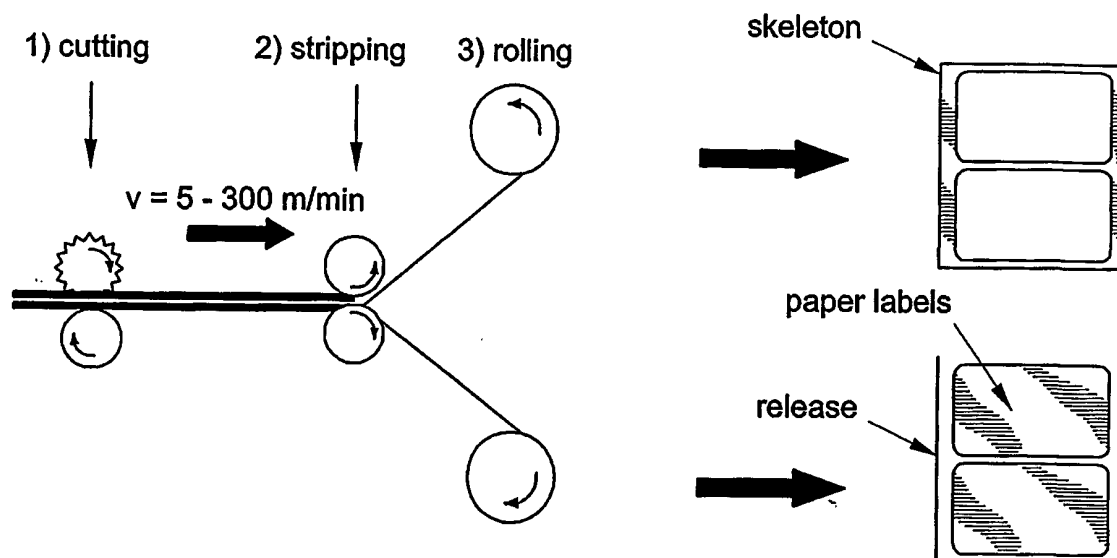 skeleton
1) cutting
2) stripping
3) rolling
v = 5 - 300 m/min
paper labels
release